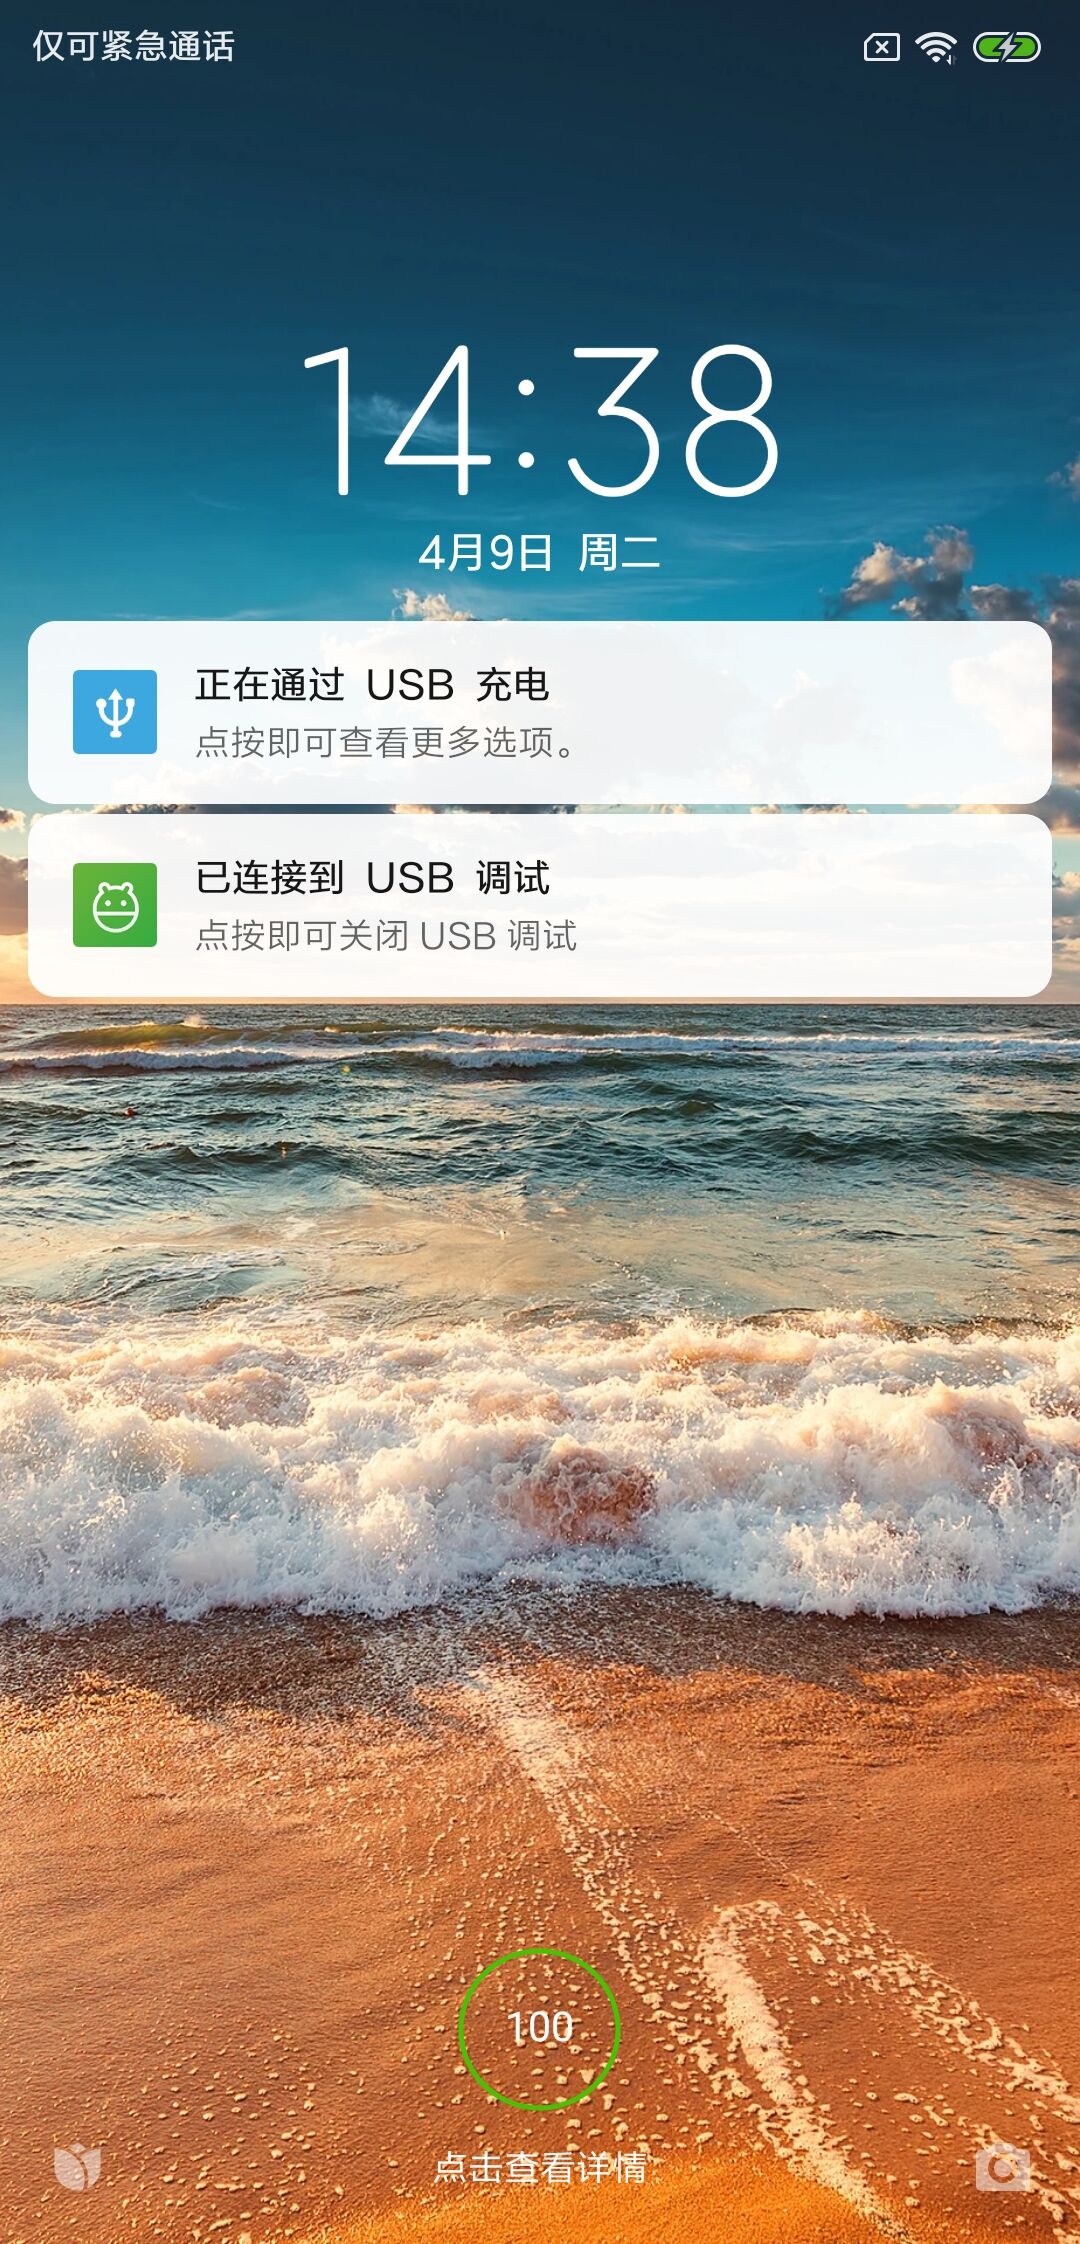 仅可紧急通话
14:38
4月9日 周二
正在通过 USB 充电
点按即可查看更多选项。
已连接到 USB 调试
点按即可关闭 USB 调试
100
点击查看详情